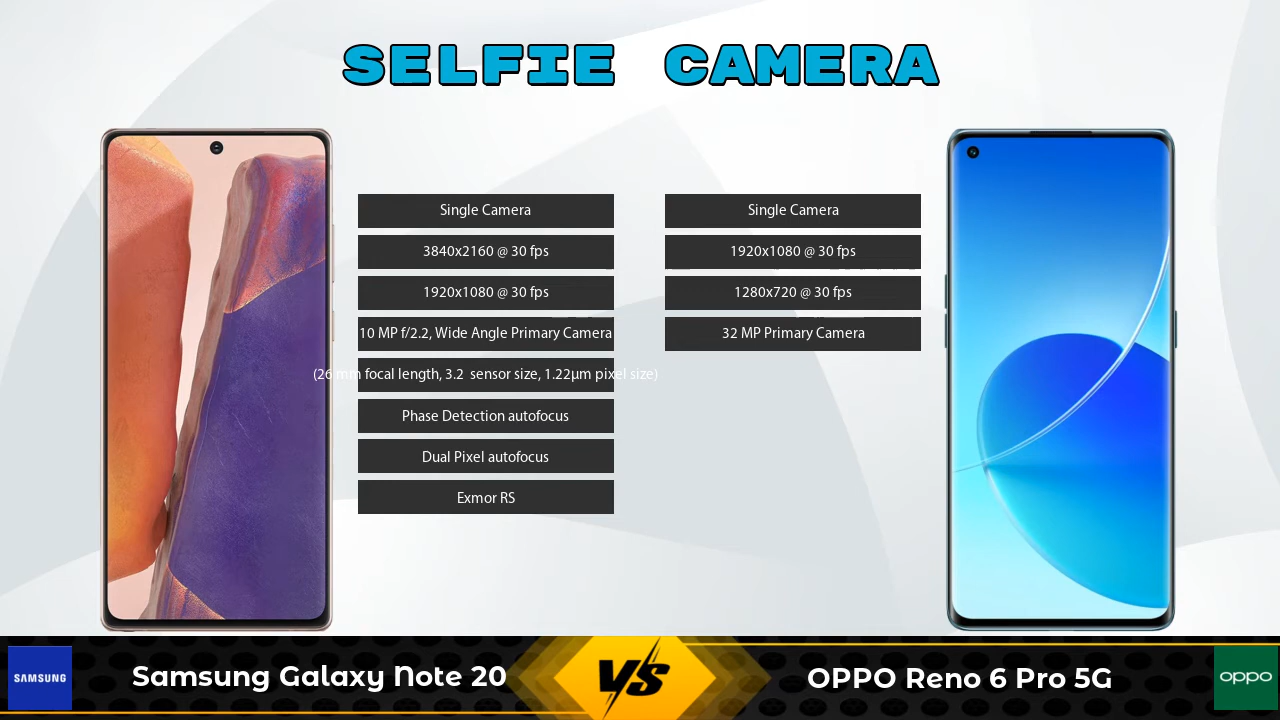 SELFIE CAMERA
Single Camera
3840x2160 @ 30 fps
1920x1080 @ 30 fps
10 MP f/2.2, Wide Angle Primary Camera
(26 mm focal length, 3.2  sensor size, 1.22µm pixel size)
Phase Detection autofocus
Dual Pixel autofocus
Exmor RS
Single Camera
1920x1080 @ 30 fps
1280x720 @ 30 fps
32 MP Primary Camera
SAMSUNG
Samsung Galaxy Note 20
VS
OPPO Reno 6 Pro 5G
oppo